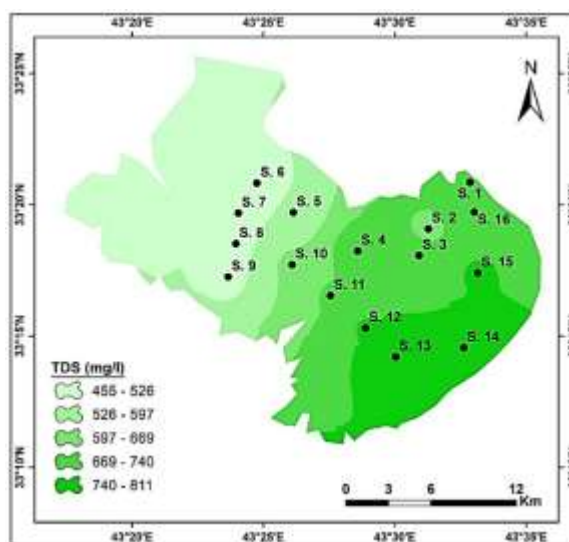 43°20'E 43°25'E 43°30'E 43°35'E
33°25'N
N
S. 6
S. 1
33°20'N
S. 7
S. 5
S. 16
S. 2
S. 8
S. 4
S. 3
S. 10
S. 15
S. 9
S. 11
S. 12
33°15'N
S. 14
S. 13
TDS (mg/l)
455 - 526
526 - 597
597 - 669
669 - 740
740 - 811
33°10'N
0 3 6 12
Km
43°20'E 43°25'E 43°30'E 43°35'E